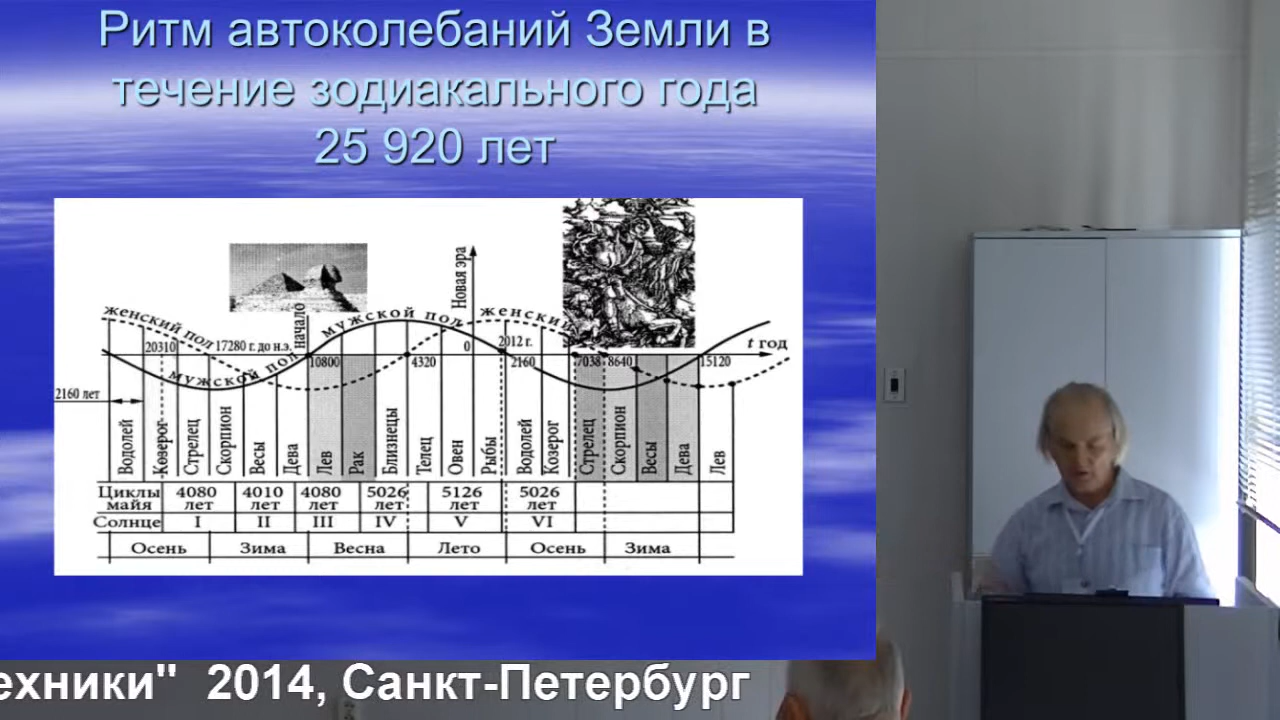 Ритм автоколебаний Земли в
течение зодиакального года
25 920 лет
Новая эра
начало
женский пол
мужской пол
мужской пол
женский
20310
17280 г. до н.э.
10800
4320
0
2012 г.
2160
7038
8640
15120
t год
2160 лет
Водолей
Козерог
Стрелец
Скорпион
Весы
Дева
Лев
Рак
Близнецы
Телец
Овен
Рыбы
Водолей
Козерог
Стрелец
Скорпион
Весы
Дева
Лев
Циклы майя
4080 лет
4010 лет
4080 лет
5026 лет
5126 лет
5026 лет
Солнце I II III IV V VI
Осень Зима Весна Лето Осень Зима
ехники" 2014, Санкт-Петербург